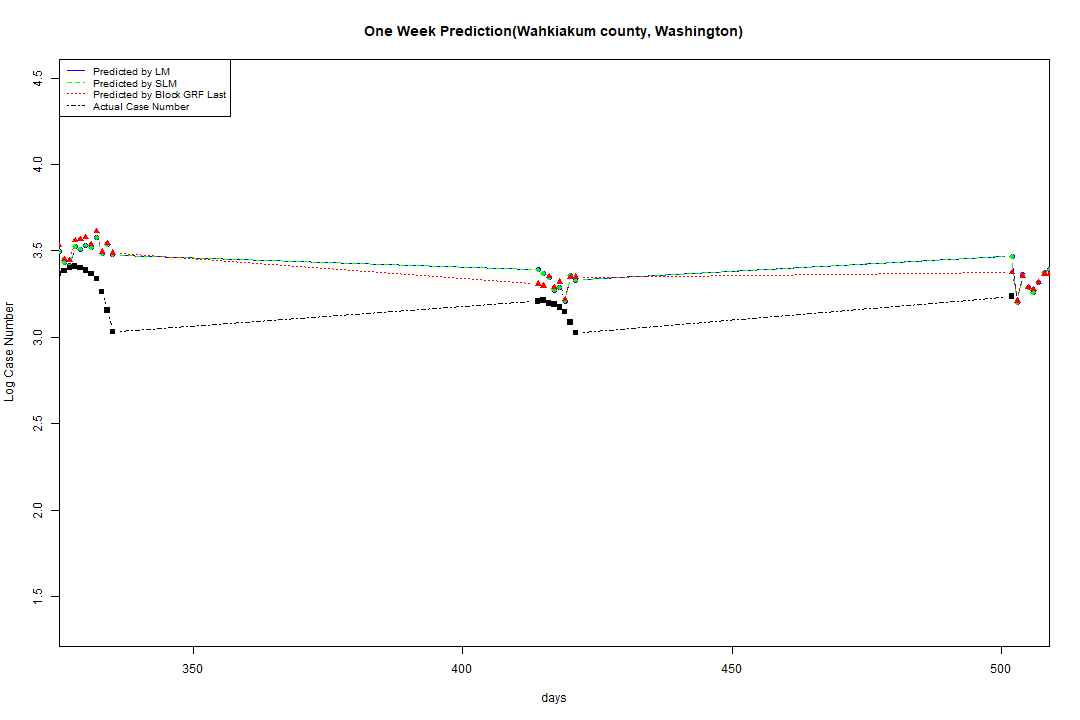 One Week Prediction(Wahkiakum county, Washington)
Predicted by LM
Predicted by SLM
Predicted by Block GRF Last
Actual Case Number
4.5
4.0
3.5
3.0
2.5
2.0
1.5
Log Case Number
350
400
450
500
days